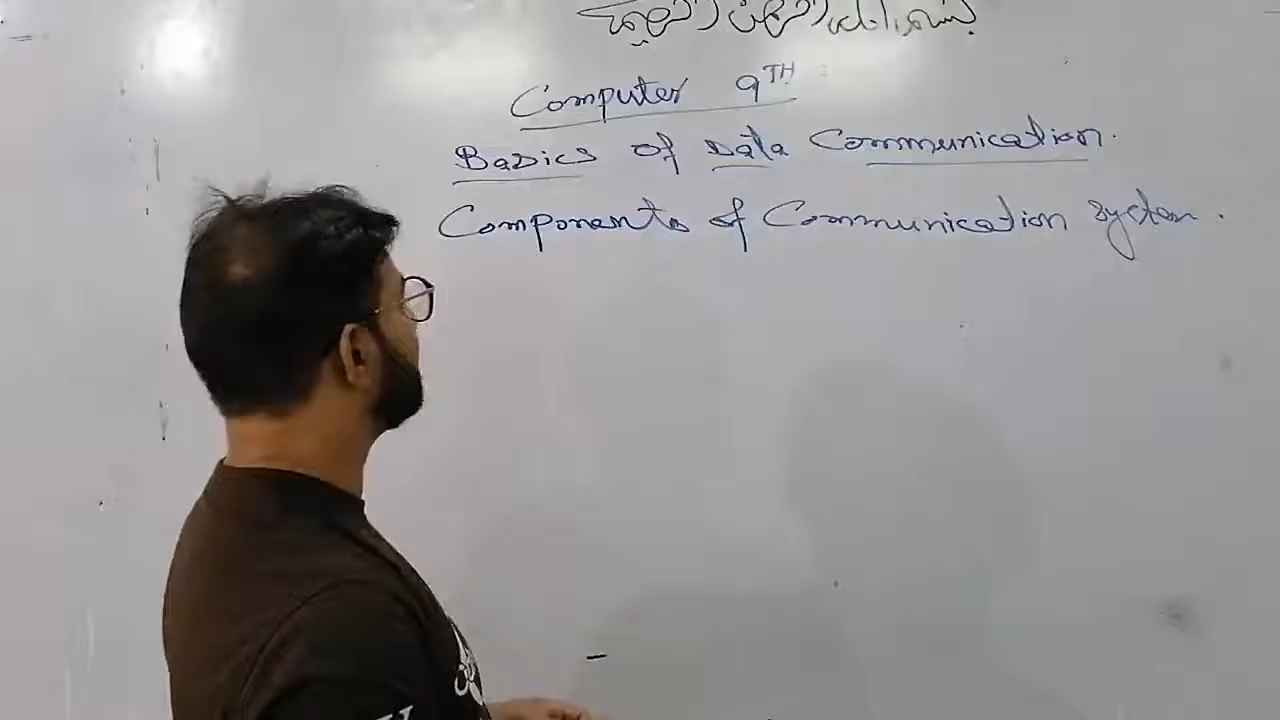 بسم اللہ الرحمن الرحیم
Computer 9TH
Basics of Data Communication.
Components of Communication System.